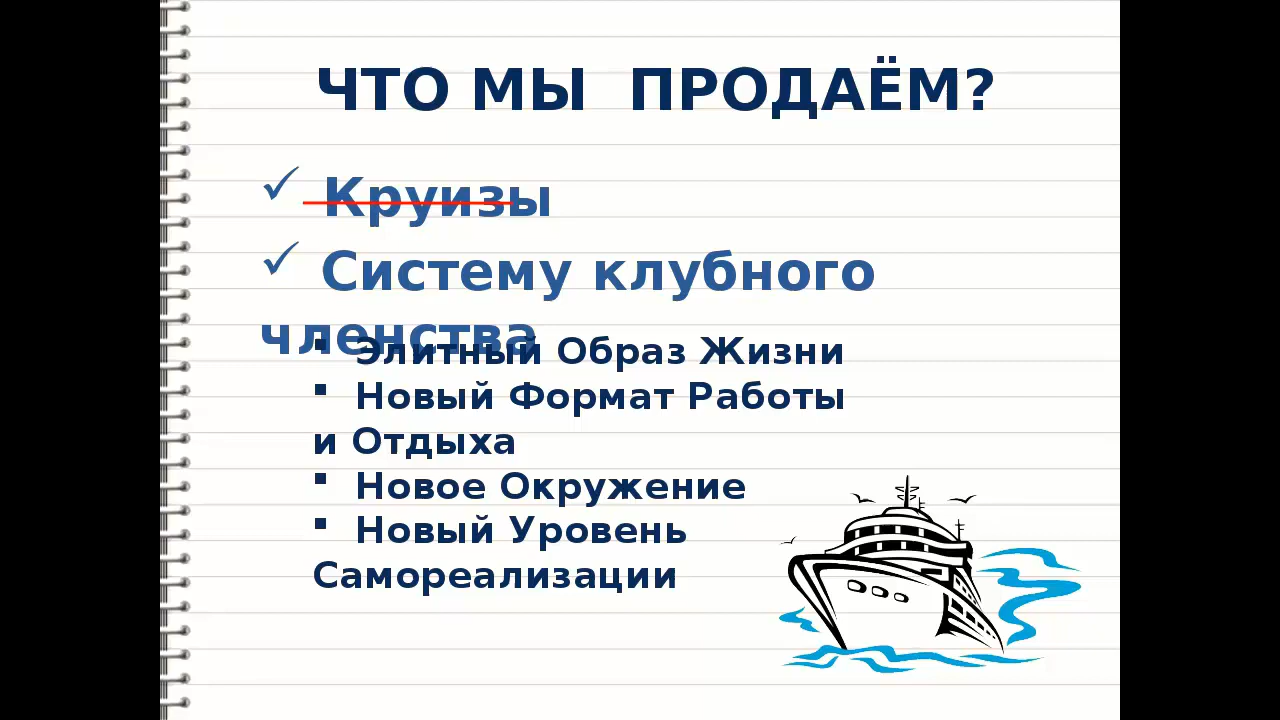 ЧТО МЫ ПРОДАЁМ?
✓ Круизы
✓ Систему клубного
членства
▪ Элитный Образ Жизни
▪ Новый Формат Работы
и Отдыха
▪ Новое Окружение
▪ Новый Уровень
Самореализации